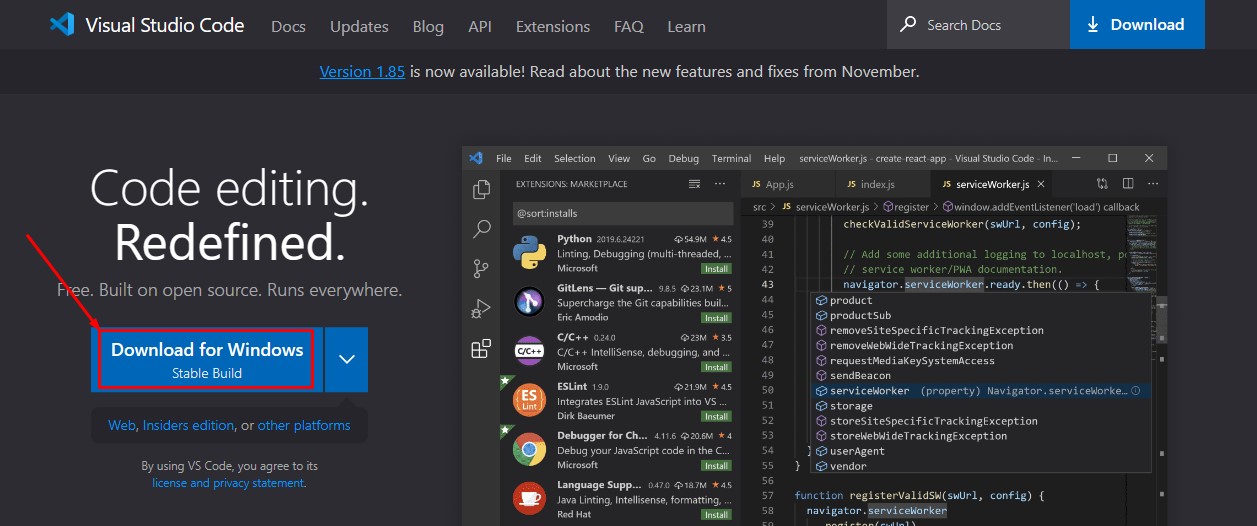 Visual Studio Code Docs Updates Blog API Extensions FAQ Learn Search Docs Download
Version 1.85 is now available! Read about the new features and fixes from November.
Code editing.
Redefined.
Free. Built on open source. Runs everywhere.
Download for Windows
Stable Build
Web, Insiders edition, or other platforms
By using VS Code, you agree to its
license and privacy statement.
File Edit Selection View Go Debug Terminal Help serviceWorker.js - create-react-app - Visual Studio Code - In...
EXTENSIONS: MARKETPLACE
@sort:installs
Python 2019.6.24221 54.9M 4.5
Linting, Debugging (multi-threaded, ...
Microsoft Install
GitLens — Git sup... 9.8.5 23.1M 5
Supercharge the Git capabilities buil...
Eric Amodio Install
C/C++ 0.24.0 23M 3.5
C/C++ IntelliSense, debugging, and ...
Microsoft Install
ESLint 1.9.0 21.9M 4.5
Integrates ESLint JavaScript into VS ...
Dirk Baeumer Install
Debugger for Ch... 4.11.6 20.6M 4
Debug your JavaScript code in the C...
Microsoft Install
Language Supp... 0.47.0 18.7M 4.5
Java Linting, Intellisense, formatting, ...
Red Hat Install
ES
Lint
C/C++
JS App.js JS index.js JS serviceWorker.js
src > JS serviceWorker.js > register > window.addEventListener('load') callback
39 checkValidServiceWorker(swUrl, config);
40
41 // Add some additional logging to localhost, po
42 // service worker/PWA documentation.
43 navigator.serviceWorker.ready.then(() => {
44 product
45 productSub
46 removeSiteSpecificTrackingException
47 removeWebWideTrackingException
48 requestMediaKeySystemAccess
49 sendBeacon
50 serviceWorker (property) Navigator.serviceWorke...
51 storage
52 storeSiteSpecificTrackingException
53 storeWebWideTrackingException
54 } userAgent
55 } vendor
56
57 function registerValidSW(swUrl, config) {
58 navigator.serviceWorker
59 .register(swUrl)